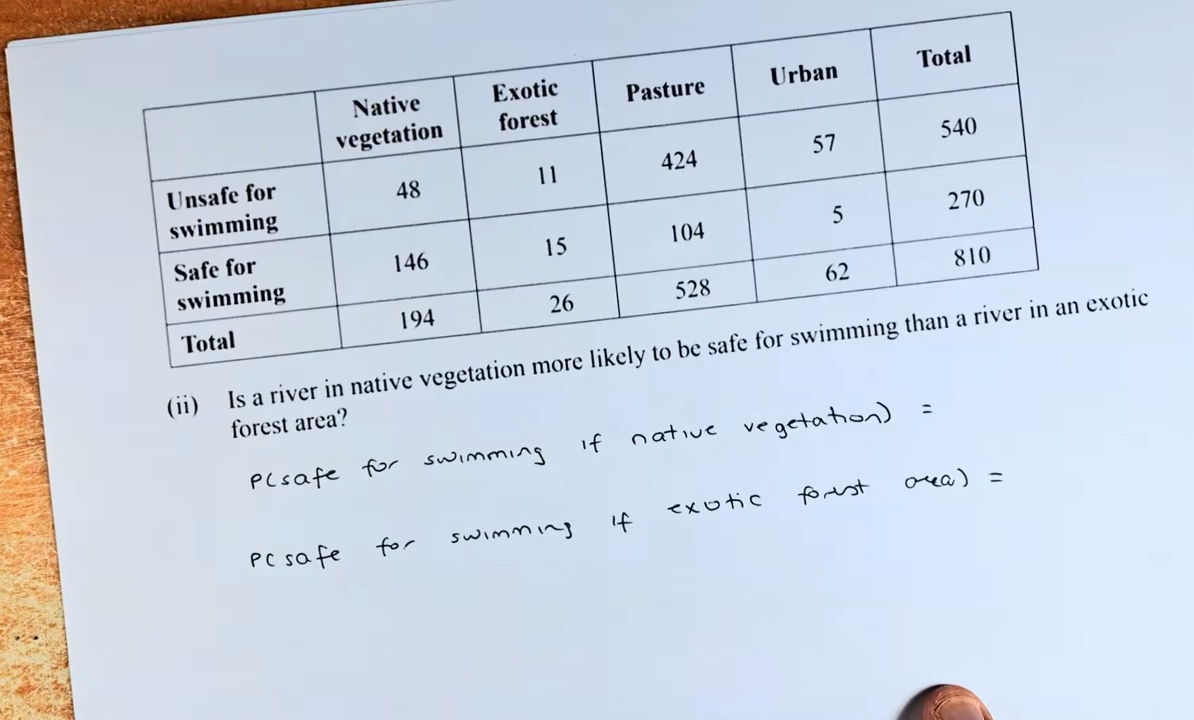 Native vegetation Exotic forest Pasture Urban Total
Unsafe for swimming 48 11 424 57 540
Safe for swimming 146 15 104 5 270
Total 194 26 528 62 810
(ii) Is a river in native vegetation more likely to be safe for swimming than a river in an exotic
forest area?
P(safe for swimming if native vegetation) =
P(safe for swimming if exotic forest area) =